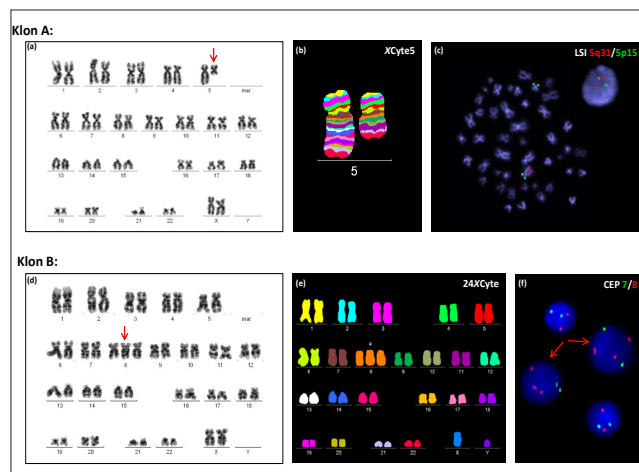 Klon A:
(a)
1 2 3 4 5 mar
6 7 8 9 10 11 12
13 14 15 16 17 18
19 20 21 22 X Y
(b) XCyte5
5
(c) LSI 5q31/5p15
Klon B:
(d)
1 2 3 4 5 mar
6 7 8 9 10 11 12
13 14 15 16 17 18
19 20 21 22 X Y
(e) 24XCyte
1 2 3 4 5
6 7 8 9 10 11 12
13 14 15 16 17 18
19 20 21 22 X Y
(f) CEP 7/8